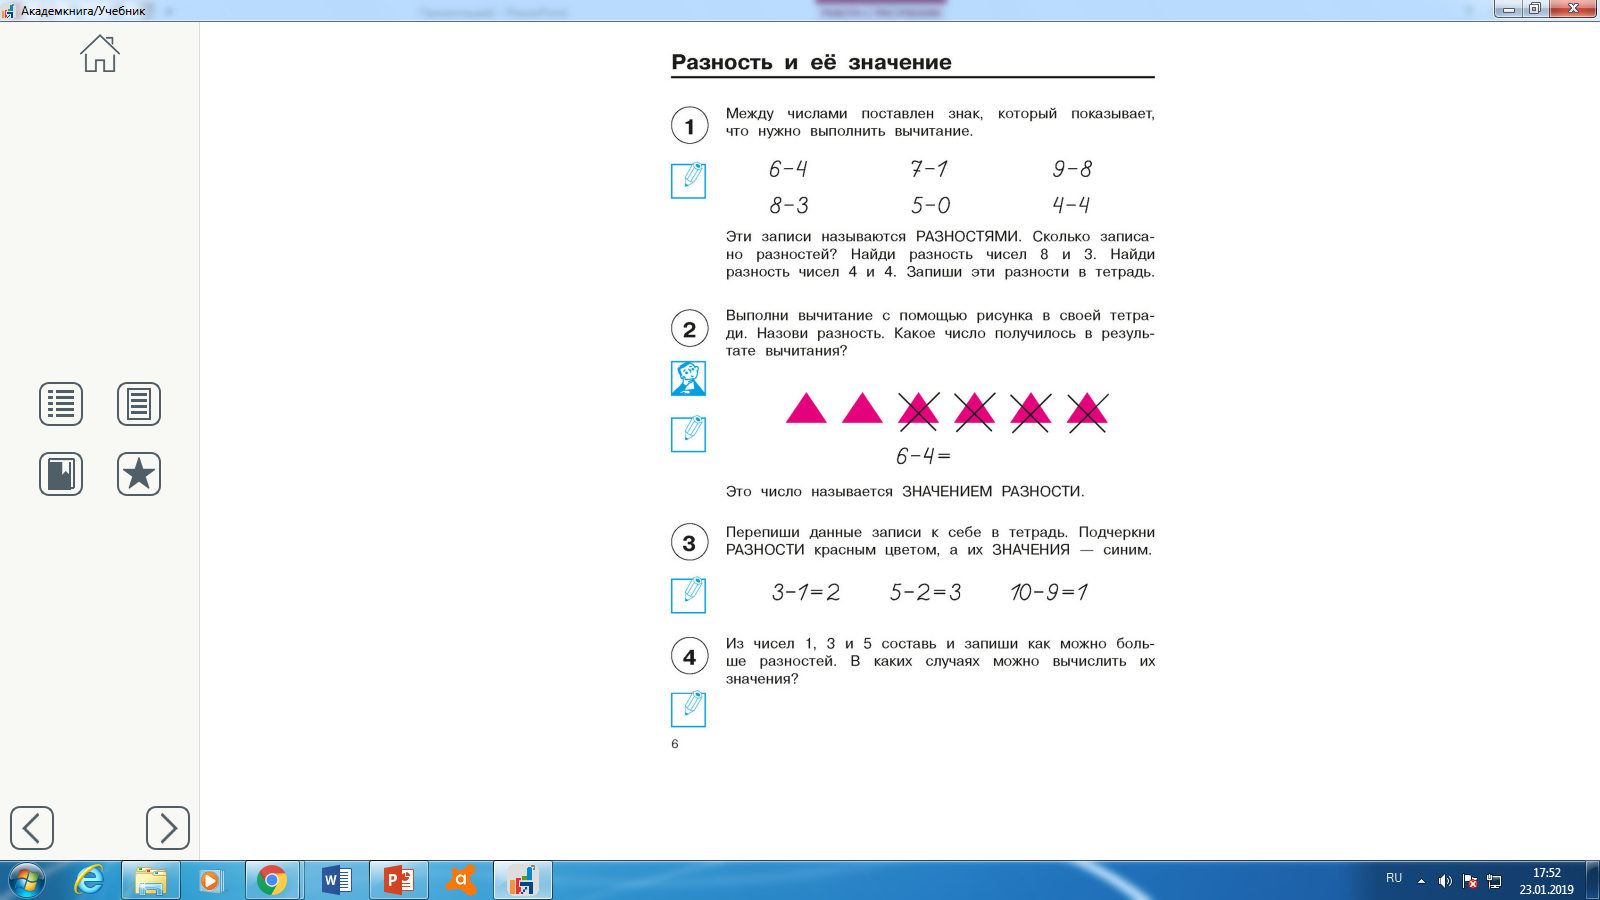 Академкнига/Учебник
Разность и её значение
1
Между числами поставлен знак, который показывает,
что нужно выполнить вычитание.
6-4 7-1 9-8
8-3 5-0 4-4
Эти записи называются РАЗНОСТЯМИ. Сколько записа-
но разностей? Найди разность чисел 8 и 3. Найди
разность чисел 4 и 4. Запиши эти разности в тетрадь.
2
Выполни вычитание с помощью рисунка в своей тетра-
ди. Назови разность. Какое число получилось в резуль-
тате вычитания?
6-4=
Это число называется ЗНАЧЕНИЕМ РАЗНОСТИ.
3
Перепиши данные записи к себе в тетрадь. Подчеркни
РАЗНОСТИ красным цветом, а их ЗНАЧЕНИЯ — синим.
3-1=2 5-2=3 10-9=1
4
Из чисел 1, 3 и 5 составь и запиши как можно боль-
ше разностей. В каких случаях можно вычислить их
значения?
6
RU
17:52
23.01.2019